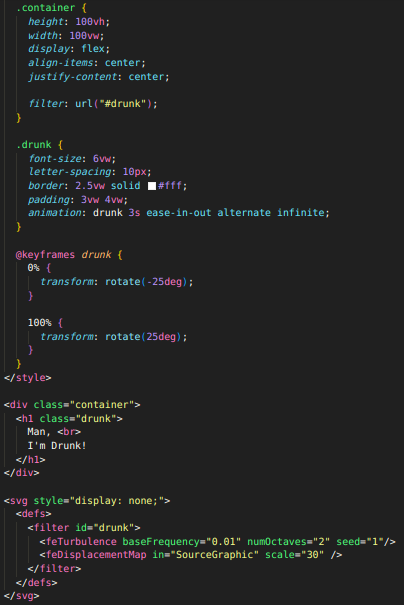 .container {
height: 100vh;
width: 100vw;
display: flex;
align-items: center;
justify-content: center;
filter: url("#drunk");
}
.drunk {
font-size: 6vw;
letter-spacing: 10px;
border: 2.5vw solid #fff;
padding: 3vw 4vw;
animation: drunk 3s ease-in-out alternate infinite;
}
@keyframes drunk {
0% {
transform: rotate(-25deg);
}
100% {
transform: rotate(25deg);
}
}
</style>
<div class="container">
<h1 class="drunk">
Man, <br>
I'm Drunk!
</h1>
</div>
<svg style="display: none;">
<defs>
<filter id="drunk">
<feTurbulence baseFrequency="0.01" numOctaves="2" seed="1"/>
<feDisplacementMap in="SourceGraphic" scale="30" />
</filter>
</defs>
</svg>